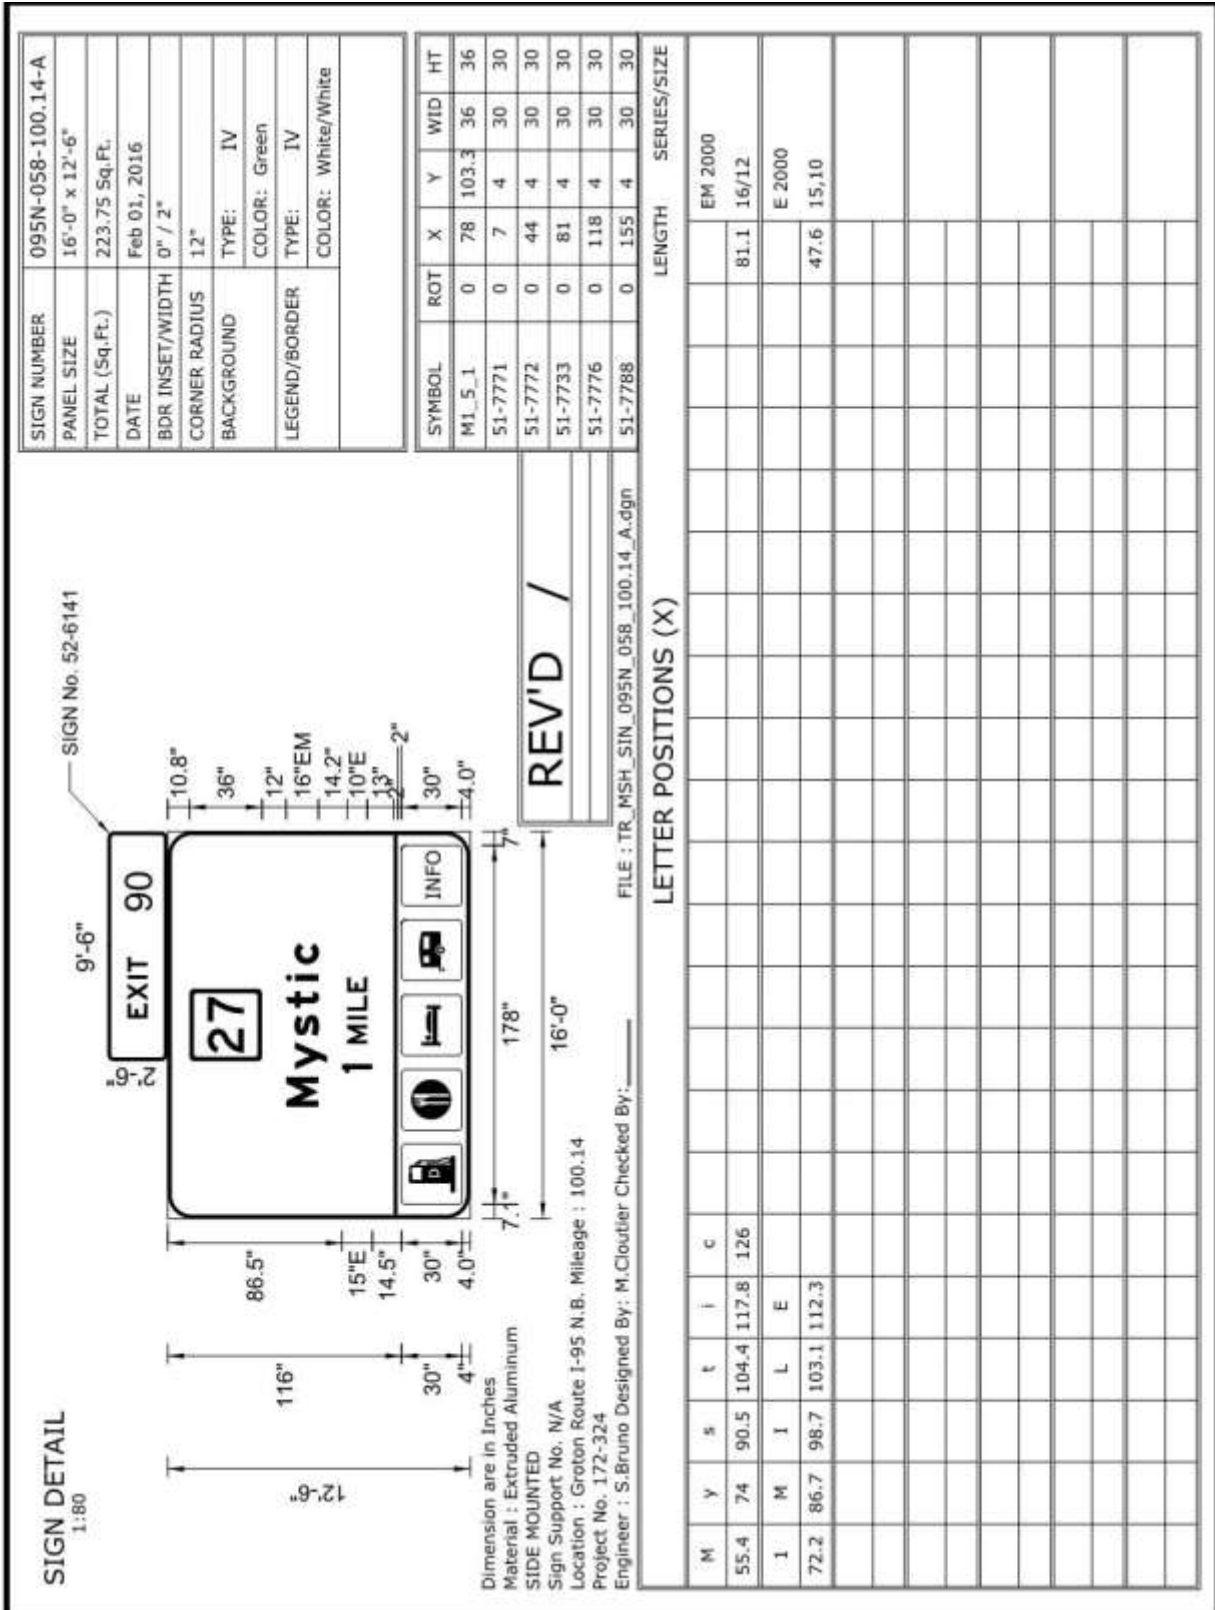 SIGN DETAIL
1:80
SIGN No. 52-6141
9'-6"
2'-6"
EXIT 90
27
Mystic
1 MILE
D
INFO
10.8"
36"
12"
16"EM
14.2"
10"E
13"
2"
2"
30"
4.0"
86.5"
15"E
14.5"
30"
4.0"
116"
30"
4"
12'-6"
7.1"
178"
7"
16'-0"
Dimension are in Inches
Material : Extruded Aluminum
SIDE MOUNTED
Sign Support No. N/A
Location : Groton Route I-95 N.B. Mileage : 100.14
Project No. 172-324
Engineer : S.Bruno Designed By: M.Cloutier Checked By:
REV'D /
FILE : TR_MSH_SIN_095N_058_100.14_A.dgn
SIGN NUMBER 095N-058-100.14-A
PANEL SIZE 16'-0" x 12'-6"
TOTAL (Sq.Ft.) 223.75 Sq.Ft.
DATE Feb 01, 2016
BDR INSET/WIDTH 0" / 2"
CORNER RADIUS 12"
BACKGROUND TYPE: IV
COLOR: Green
LEGEND/BORDER TYPE: IV
COLOR: White/White
SYMBOL ROT X Y WID HT
M1_5_1 0 78 103.3 36 36
51-7771 0 7 4 30 30
51-7772 0 44 4 30 30
51-7733 0 81 4 30 30
51-7776 0 118 4 30 30
51-7788 0 155 4 30 30
LETTER POSITIONS (X) LENGTH SERIES/SIZE
M y s t i c EM 2000
55.4 74 90.5 104.4 117.8 126 81.1 16/12
1 M I L E E 2000
72.2 86.7 98.7 103.1 112.3 47.6 15,10